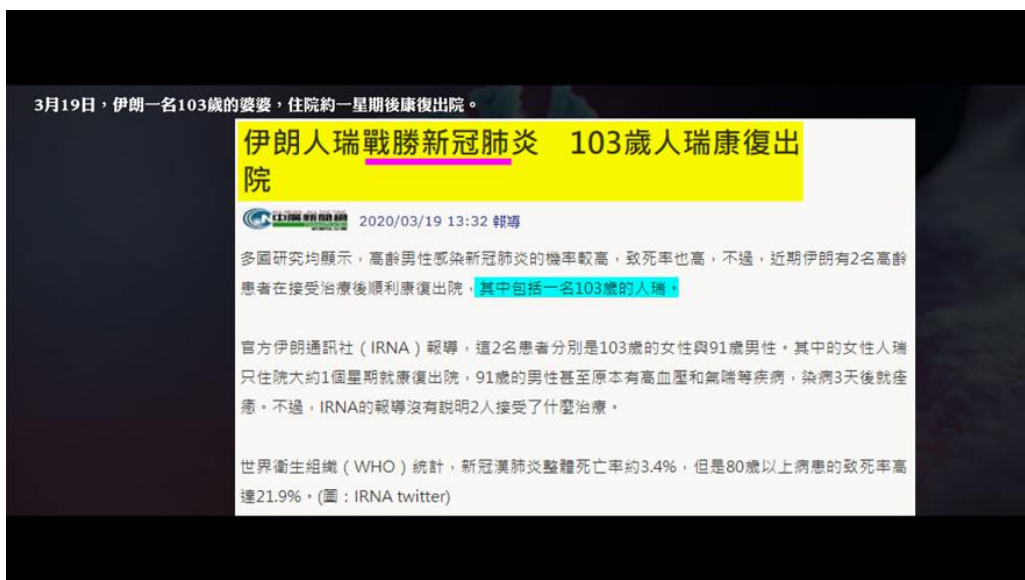 3月19日，伊朗一名103歲的婆婆，住院約一星期後康復出院。
伊朗人瑞戰勝新冠肺炎　103歲人瑞康復出
院
中廣新聞網 2020/03/19 13:32 報導
多國研究均顯示，高齡男性感染新冠肺炎的機率較高，致死率也高，不過，近期伊朗有2名高齡
患者在接受治療後順利康復出院，其中包括一名103歲的人瑞。
官方伊朗通訊社（IRNA）報導，這2名患者分別是103歲的女性與91歲男性。其中的女性人瑞
只住院大約1個星期就康復出院，91歲的男性甚至原本有高血壓和氣喘等疾病，染病3天後就痊
癒。不過，IRNA的報導沒有說明2人接受了什麼治療。
世界衛生組織（WHO）統計，新冠漢肺炎整體死亡率約3.4%，但是80歲以上病患的致死率高
達21.9%。(圖：IRNA twitter)